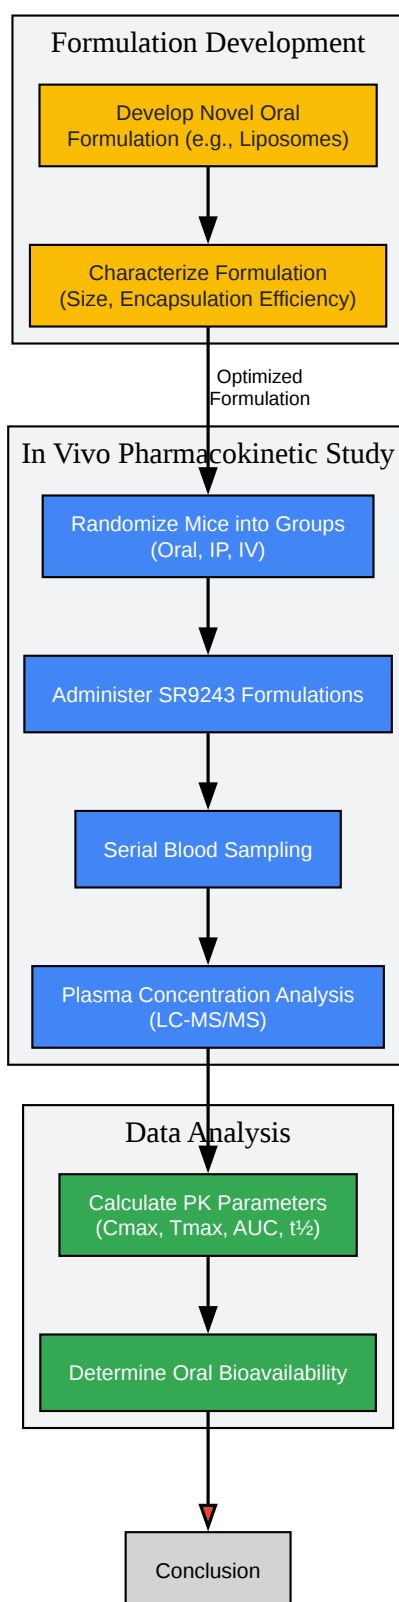 Formulation Development
Develop Novel Oral
Formulation (e.g., Liposomes)
Characterize Formulation
(Size, Encapsulation Efficiency)
Optimized
Formulation
In Vivo Pharmacokinetic Study
Randomize Mice into Groups
(Oral, IP, IV)
Administer SR9243 Formulations
Serial Blood Sampling
Plasma Concentration Analysis
(LC-MS/MS)
Data Analysis
Calculate PK Parameters
(Cmax, Tmax, AUC, t½)
Determine Oral Bioavailability
Conclusion